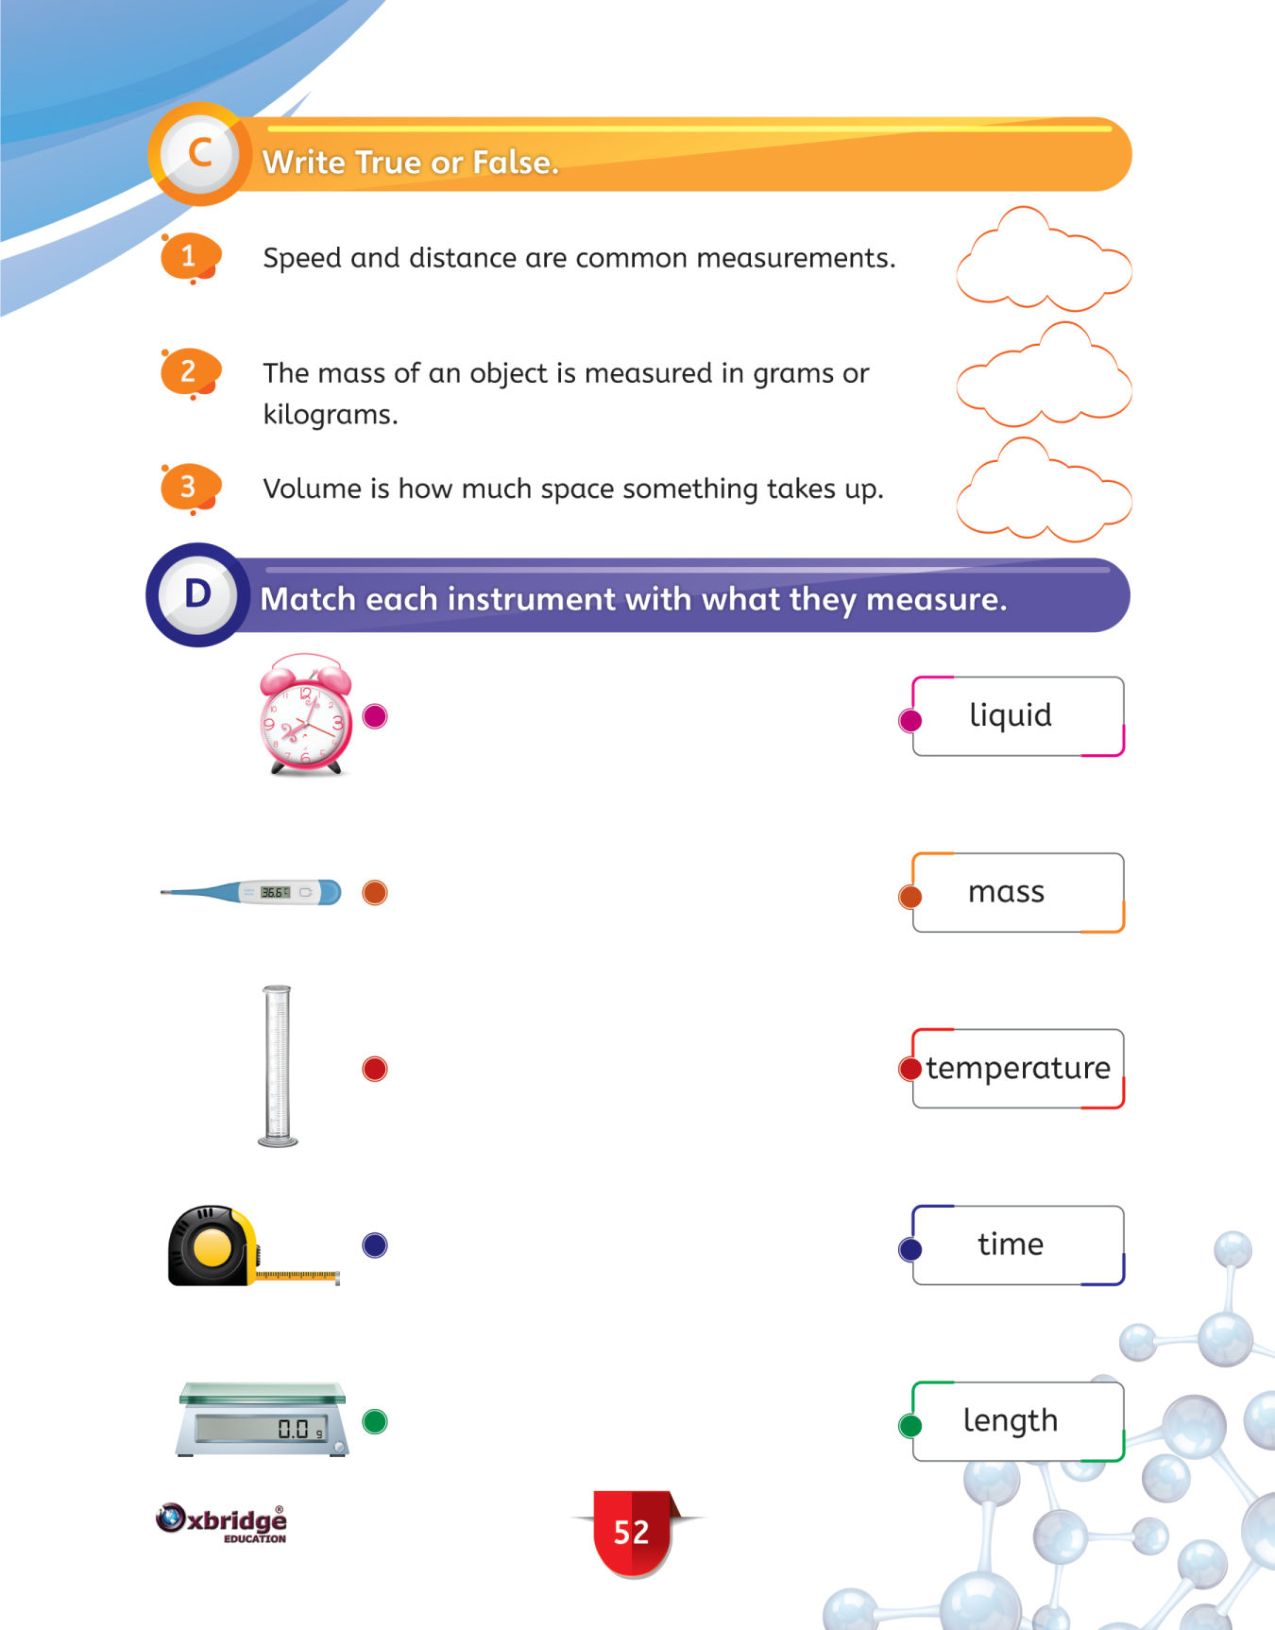 C
Write True or False.
1
Speed and distance are common measurements.
2
The mass of an object is measured in grams or
kilograms.
3
Volume is how much space something takes up.
D
Match each instrument with what they measure.
liquid
36.6°C
mass
temperature
time
0.0 g
length
Oxbridge®
EDUCATION
52